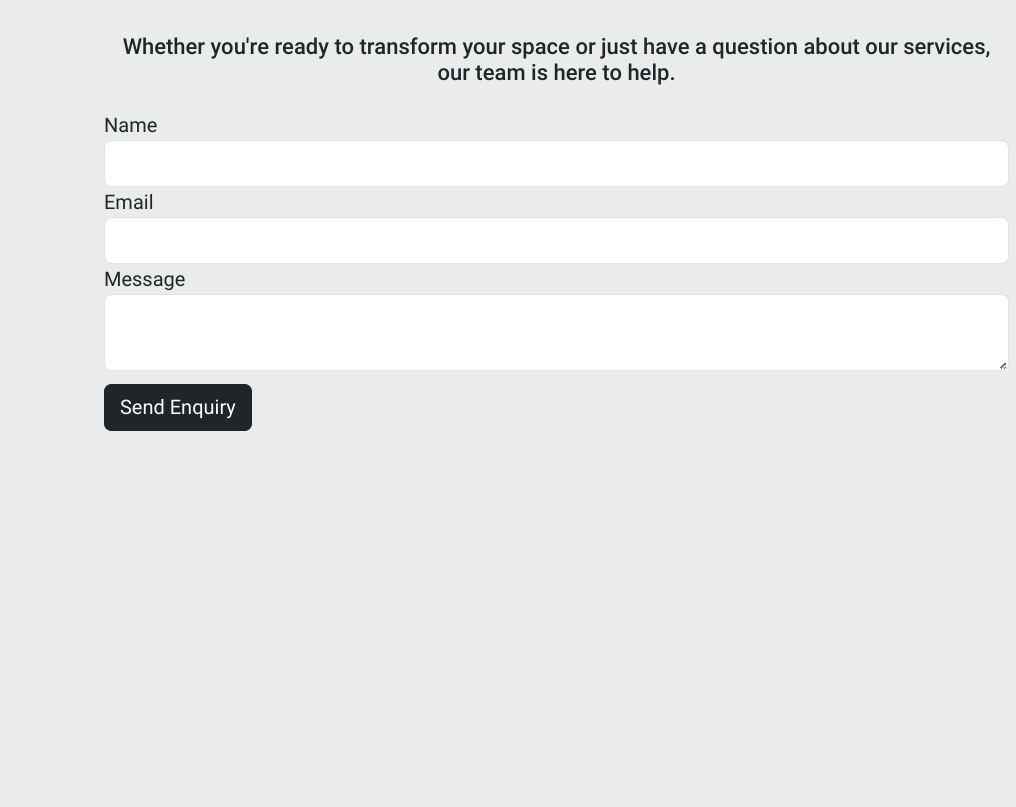 Whether you're ready to transform your space or just have a question about our services,
our team is here to help.
Name
Email
Message
Send Enquiry